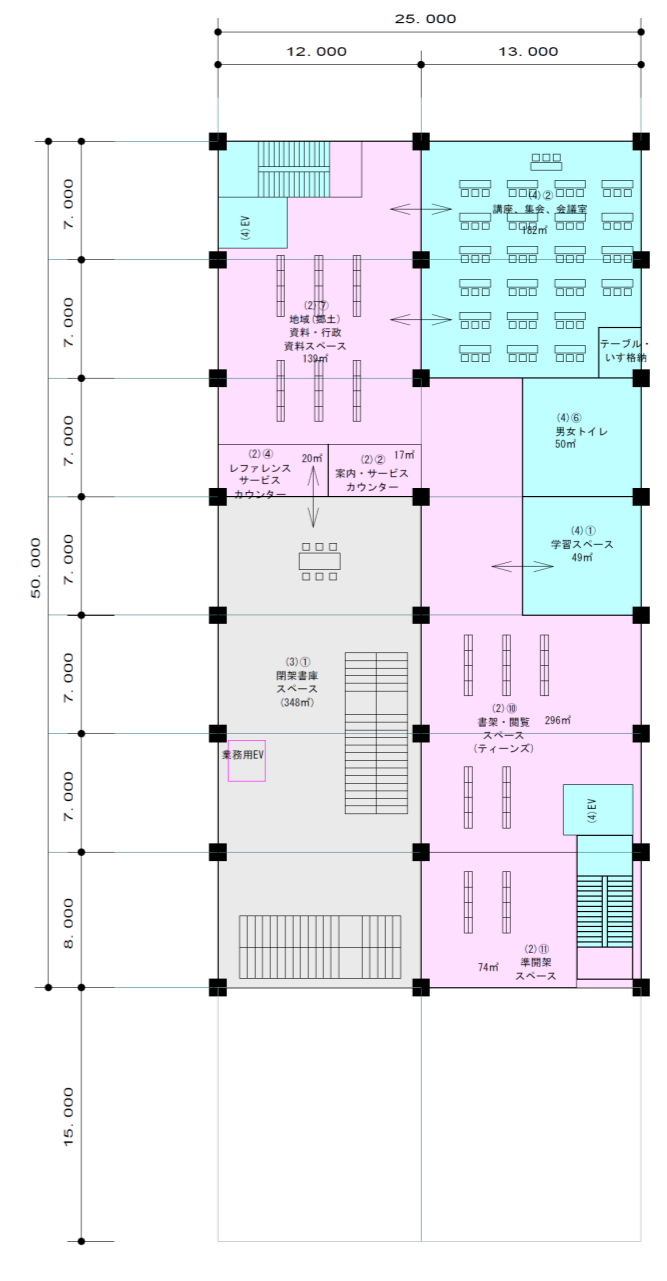 25.000
12.000
13.000
7.000
7.000
7.000
7.000
7.000
7.000
8.000
50.000
15.000
(4)EV
(4)②
講座、集会、会議室
182㎡
テーブル・
いす格納
(2)⑦
地域(郷土)
資料・行政
資料スペース
139㎡
(2)④
レファレンス
サービス
カウンター
20㎡
(2)②
案内・サービス
カウンター
17㎡
(4)⑥
男女トイレ
50㎡
(4)①
学習スペース
49㎡
(3)①
閉架書庫
スペース
(348㎡)
業務用EV
(2)⑩
書架・閲覧
スペース
(ティーンズ)
296㎡
(4)EV
(2)⑪
準開架
スペース
74㎡